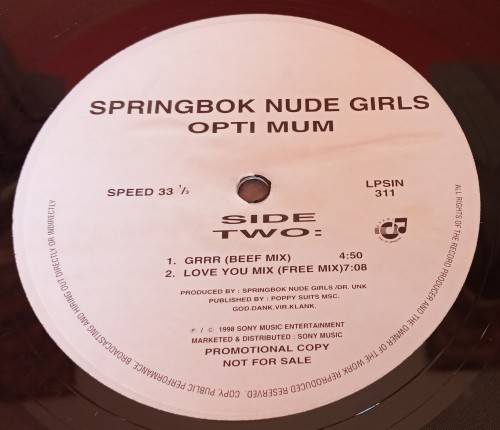 SPRINGBOK NUDE GIRLS
OPTI MUM
SPEED 33 1/3
LPSIN
311
SIDE
TWO:
1. GRRR (BEEF MIX) 4:50
2. LOVE YOU MIX (FREE MIX)7:08
PRODUCED BY : SPRINGBOK NUDE GIRLS /DR. UNK
PUBLISHED BY : POPPY SUITS MSC.
GOD.DANK.VIR.KLANK.
℗ / © 1998 SONY MUSIC ENTERTAINMENT
MARKETED & DISTRIBUTED : SONY MUSIC
PROMOTIONAL COPY
NOT FOR SALE
ALL RIGHTS OF THE RECORD PRODUCER AND THE OWNER OF THE WORK REPRODUCED RESERVED COPY, PUBLIC PERFORMANCE, BROADCASTING AND HIRING OUT DIRECTLY OR INDIRECTLY